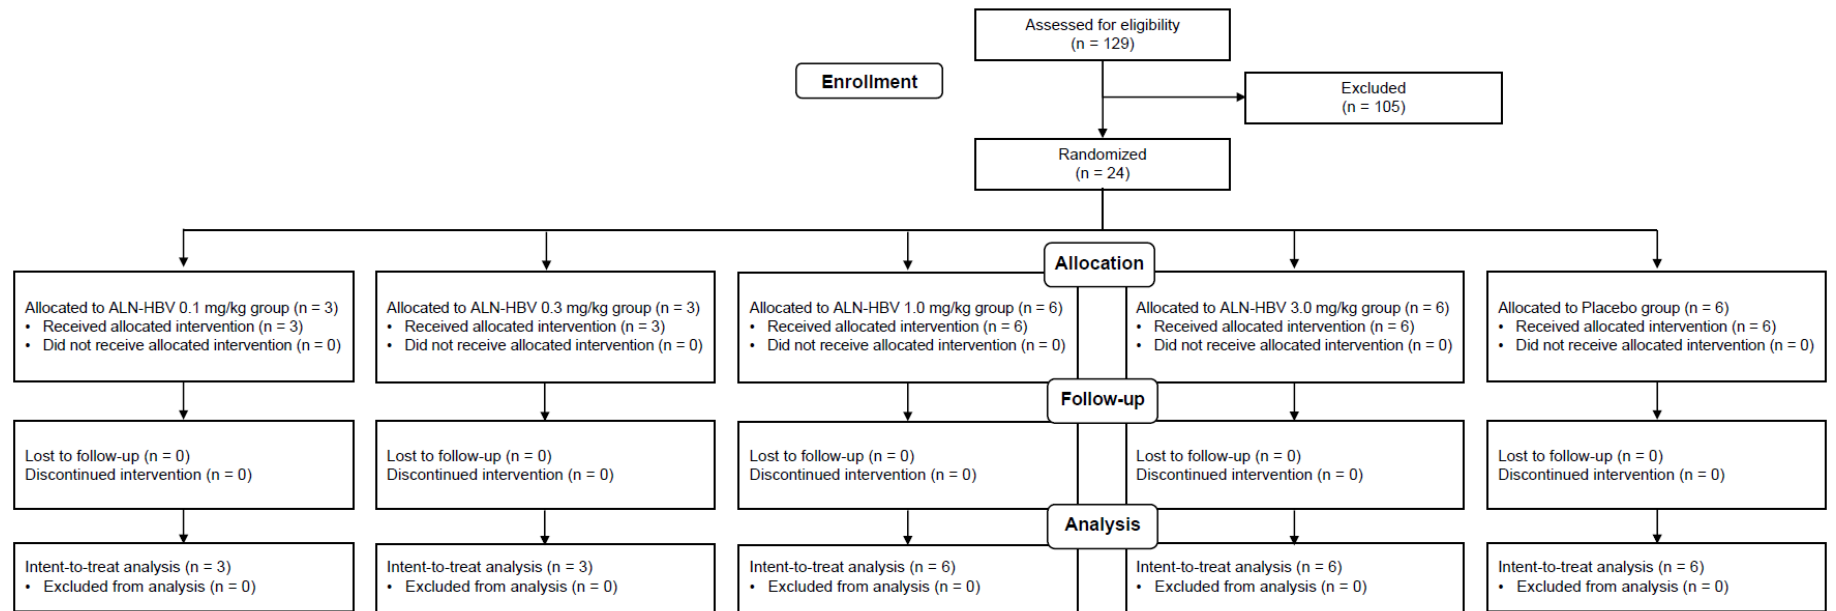 Assessed for eligibility
(n = 129)
Enrollment
Excluded
(n = 105)
Randomized
(n = 24)
Allocation
Allocated to ALN-HBV 0.1 mg/kg group (n = 3)
• Received allocated intervention (n = 3)
• Did not receive allocated intervention (n = 0)
Allocated to ALN-HBV 0.3 mg/kg group (n = 3)
• Received allocated intervention (n = 3)
• Did not receive allocated intervention (n = 0)
Allocated to ALN-HBV 1.0 mg/kg group (n = 6)
• Received allocated intervention (n = 6)
• Did not receive allocated intervention (n = 0)
Allocated to ALN-HBV 3.0 mg/kg group (n = 6)
• Received allocated intervention (n = 6)
• Did not receive allocated intervention (n = 0)
Allocated to Placebo group (n = 6)
• Received allocated intervention (n = 6)
• Did not receive allocated intervention (n = 0)
Follow-up
Lost to follow-up (n = 0)
Discontinued intervention (n = 0)
Lost to follow-up (n = 0)
Discontinued intervention (n = 0)
Lost to follow-up (n = 0)
Discontinued intervention (n = 0)
Lost to follow-up (n = 0)
Discontinued intervention (n = 0)
Lost to follow-up (n = 0)
Discontinued intervention (n = 0)
Analysis
Intent-to-treat analysis (n = 3)
• Excluded from analysis (n = 0)
Intent-to-treat analysis (n = 3)
• Excluded from analysis (n = 0)
Intent-to-treat analysis (n = 6)
• Excluded from analysis (n = 0)
Intent-to-treat analysis (n = 6)
• Excluded from analysis (n = 0)
Intent-to-treat analysis (n = 6)
• Excluded from analysis (n = 0)